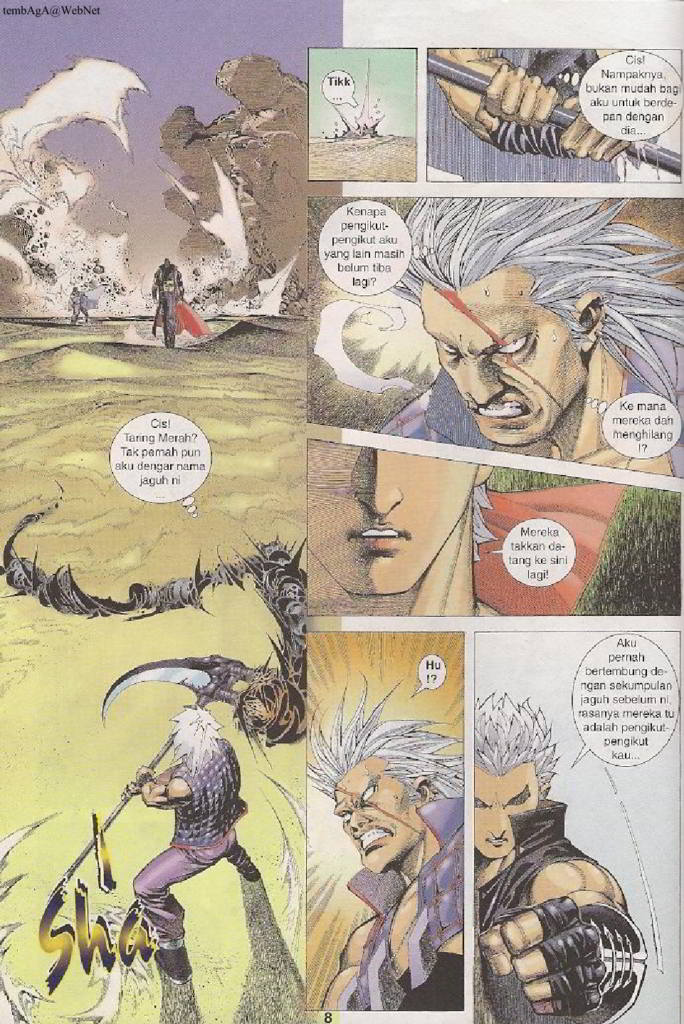 tembAgA@WebNet
Cis!
Taring Merah?
Tak pernah pun
aku dengar nama
jaguh ni
...
Sha
Tikk
...
Cis!
Nampaknya,
bukan mudah bagi
aku untuk berde-
pan dengan
dia...
Kenapa
pengikut-
pengikut aku
yang lain masih
belum tiba
lagi?
Ke mana
mereka dah
menghilang
!?
Mereka
takkan da-
tang ke sini
lagi!
Hu
!?
Aku
pernah
bertembung de-
ngan sekumpulan
jaguh sebelum ni,
rasanya mereka tu
adalah pengikut-
pengikut
kau...
8